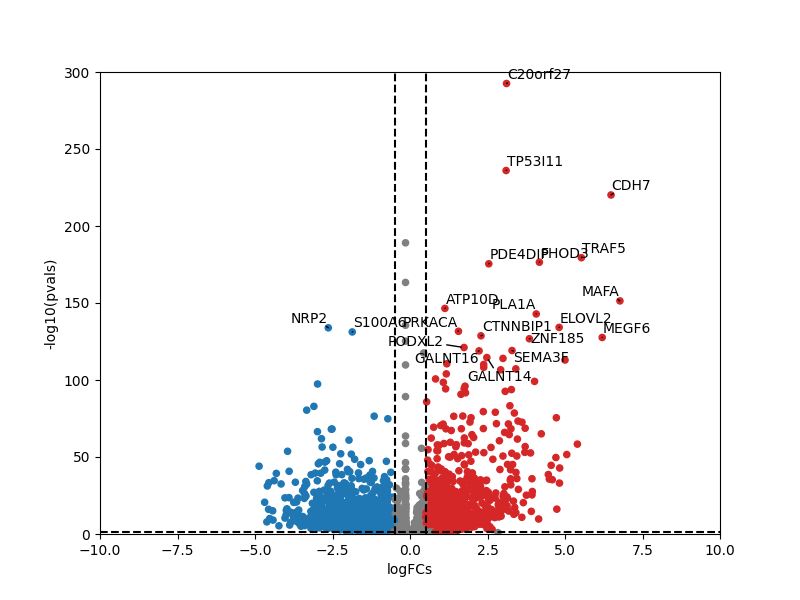 C20orf27
TP53I11
CDH7
TRAF5
PDE4DIP
FHOD3
MAFA
ATP10D
PLA1A
NRP2
S100A6
PRKACA
CTNNBIP1
ELOVL2
MEGF6
PODXL2
ZNF185
GALNT16
SEMA3F
GALNT14
300
250
200
150
100
50
0
-log10(pvals)
−10.0 −7.5 −5.0 −2.5 0.0 2.5 5.0 7.5 10.0
logFCs